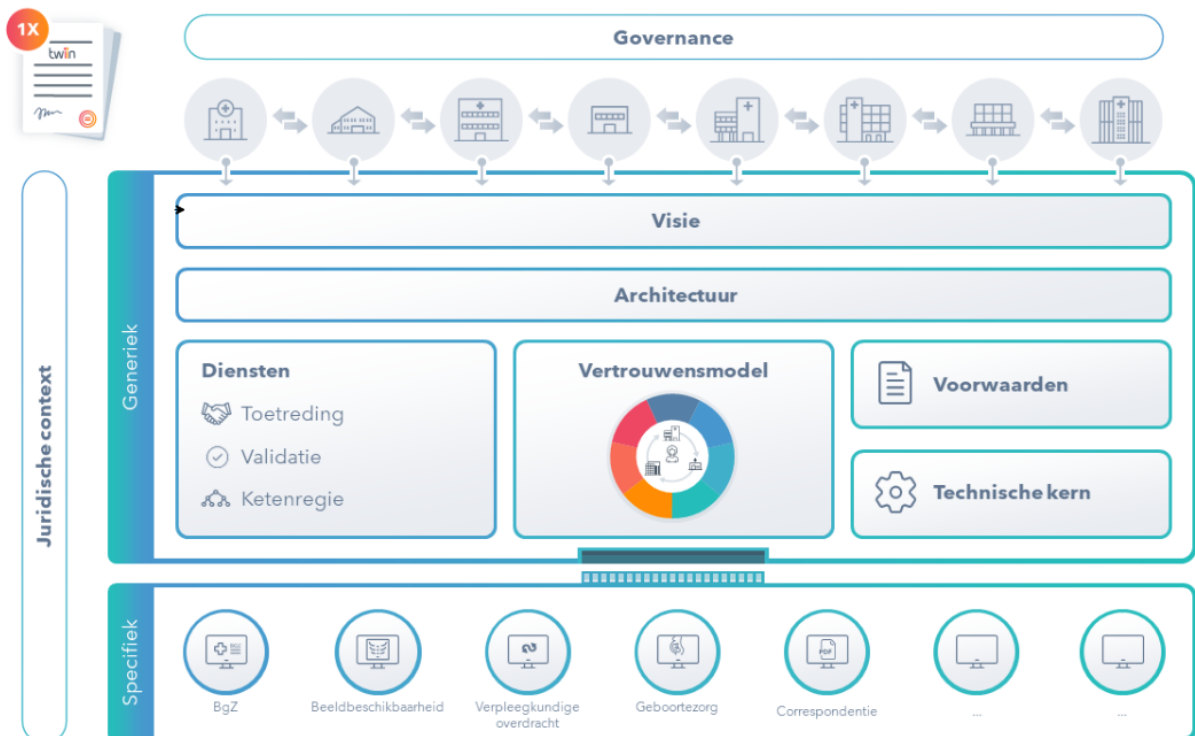 1X
twiin
Governance
Visie
Architectuur
Generiek
Juridische context
Diensten
Toetreding
Validatie
Ketenregie
Vertrouwensmodel
Voorwaarden
Technische kern
Specifiek
BgZ
Beeldbeschikbaarheid
Verpleegkundige
overdracht
Geboortezorg
PDF
Correspondentie
...
...